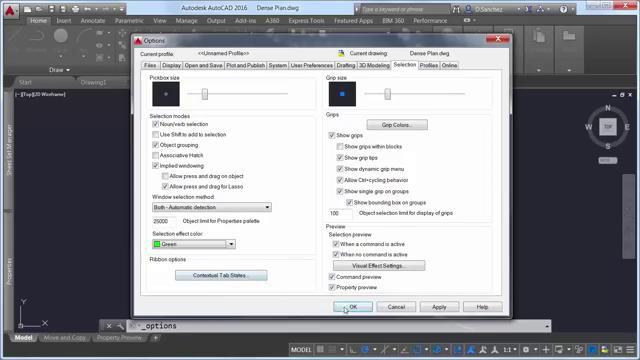 Autodesk AutoCAD 2016 Dense Plan.dwg
Type a keyword or phrase
D.Sanchez
Home
Annotate
Parametric
View
Manage
Output
Add-ins
Autodesk 360
Express Tools
Featured Apps
BIM 360
Performance
Draw
Start
Drawing1
[-][Top][2D Wireframe]
Sheet Set Manager
Properties
Options
Current profile: <<Unnamed Profile>> Current drawing: Dense Plan.dwg
Files Display Open and Save Plot and Publish System User Preferences Drafting 3D Modeling Selection Profiles Online
Pickbox size
Selection modes
Noun/verb selection
Use Shift to add to selection
Object grouping
Associative Hatch
Implied windowing
Allow press and drag on object
Allow press and drag for Lasso
Window selection method:
Both - Automatic detection
25000 Object limit for Properties palette
Selection effect color:
Green
Ribbon options
Contextual Tab States...
Grip size
Grips
Grip Colors...
Show grips
Show grips within blocks
Show grip tips
Show dynamic grip menu
Allow Ctrl+cycling behavior
Show single grip on groups
Show bounding box on groups
100 Object selection limit for display of grips
Preview
Selection preview
When a command is active
When no command is active
Visual Effect Settings...
Command preview
Property preview
OK Cancel Apply Help
N
W
TOP
E
S
Y
X
_options
Model Property Preview +
MODEL